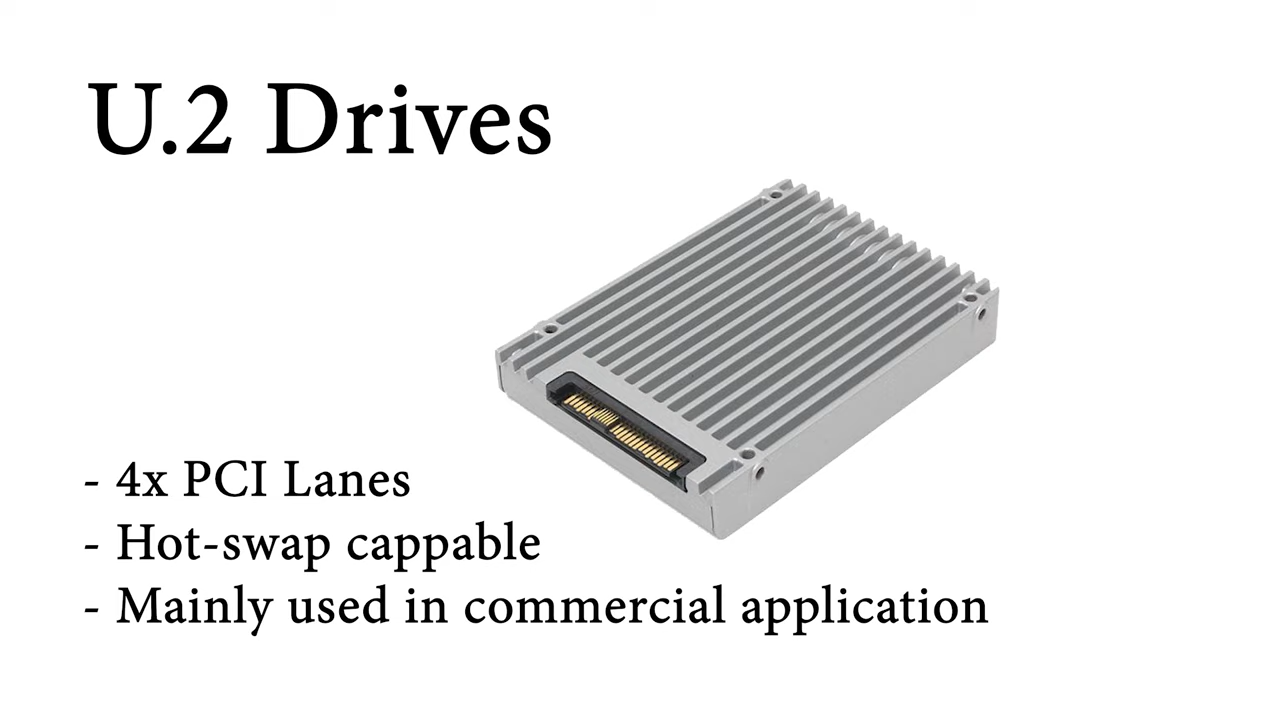 U.2 Drives
- 4x PCI Lanes
- Hot-swap cappable
- Mainly used in commercial application